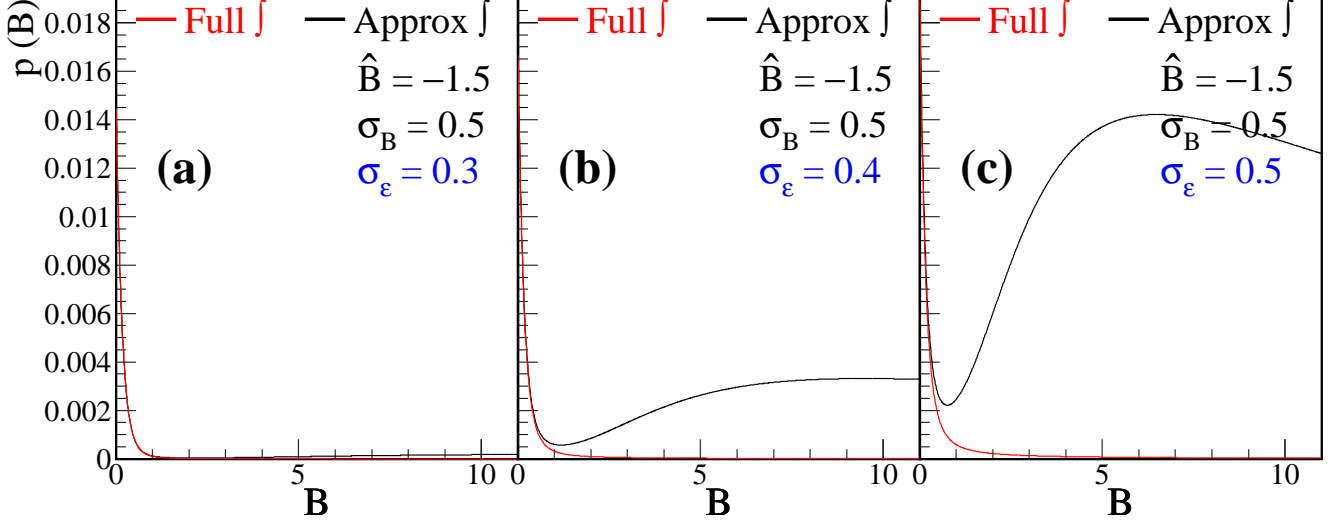 p (B)
0.018
0.016
0.014
0.012
0.01
0.008
0.006
0.004
0.002
0
Full ∫ Approx ∫
B̂ = −1.5
σ_B = 0.5
(a) σ_ε = 0.3
0 5 10
B
Full ∫ Approx ∫
B̂ = −1.5
σ_B = 0.5
(b) σ_ε = 0.4
0 5 10
B
Full ∫ Approx ∫
B̂ = −1.5
σ_B = 0.5
(c) σ_ε = 0.5
0 5 10
B